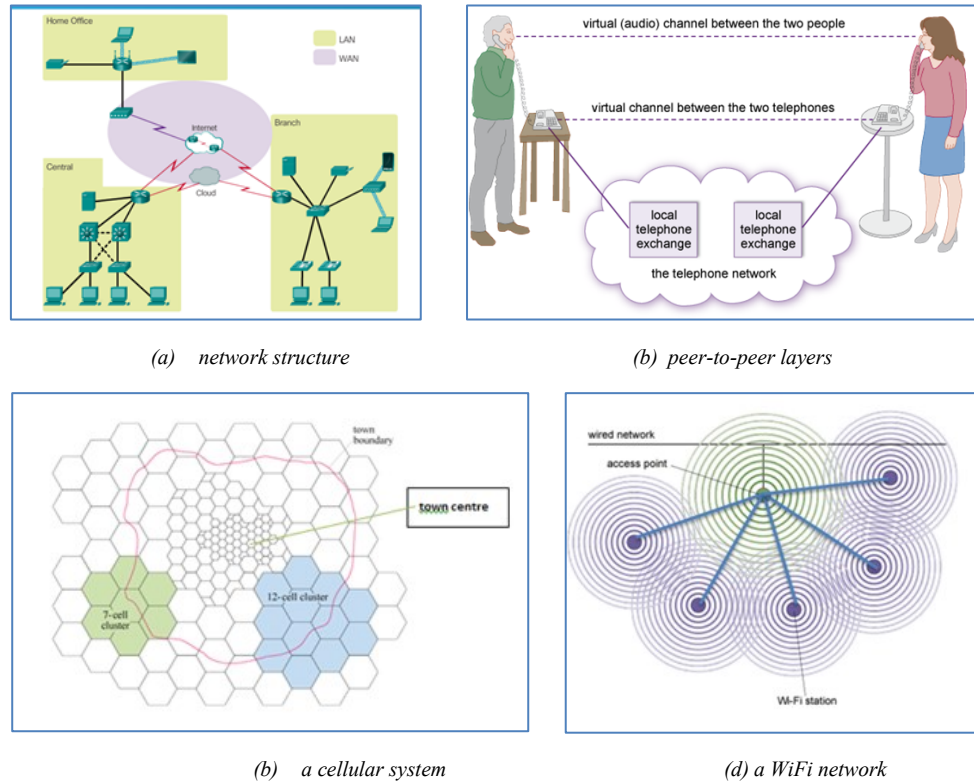 Home Office
LAN
WAN
Internet
Branch
Central
Cloud
virtual (audio) channel between the two people
virtual channel between the two telephones
local
telephone
exchange
local
telephone
exchange
the telephone network
(a) network structure
(b) peer-to-peer layers
town
boundary
town centre
12-cell cluster
7-cell
cluster
wired network
access point
Wi-Fi station
(b) a cellular system
(d) a WiFi network